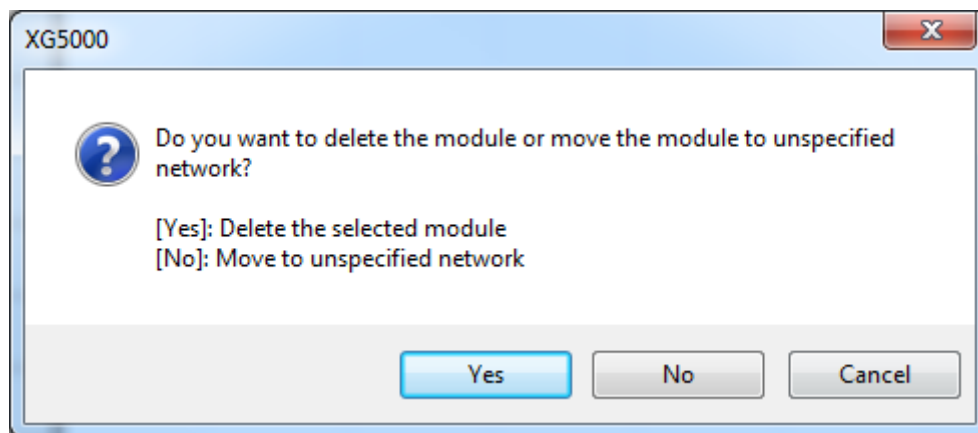 XG5000
Do you want to delete the module or move the module to unspecified
network?
[Yes]: Delete the selected module
[No]: Move to unspecified network
Yes
No
Cancel